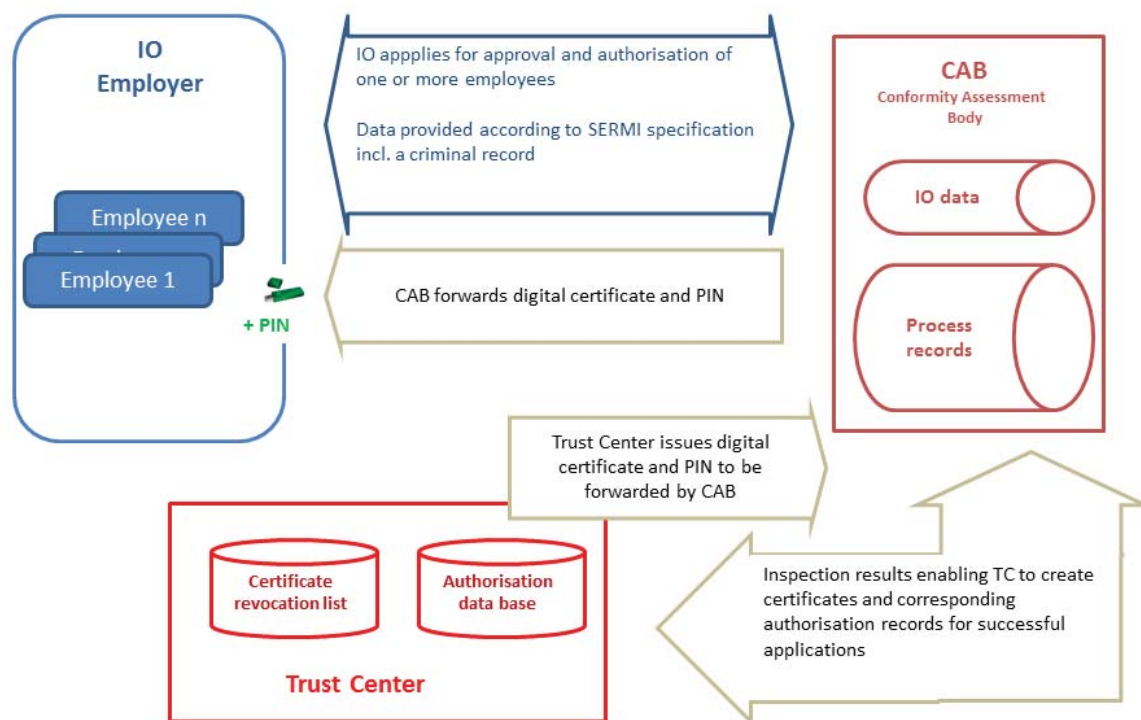 IO
Employer
Employee n
Employee 1
+ PIN
IO appplies for approval and authorisation of
one or more employees
Data provided according to SERMI specification
incl. a criminal record
CAB forwards digital certificate and PIN
CAB
Conformity Assessment
Body
IO data
Process
records
Trust Center issues digital
certificate and PIN to be
forwarded by CAB
Certificate
revocation list
Authorisation
data base
Trust Center
Inspection results enabling TC to create
certificates and corresponding
authorisation records for successful
applications